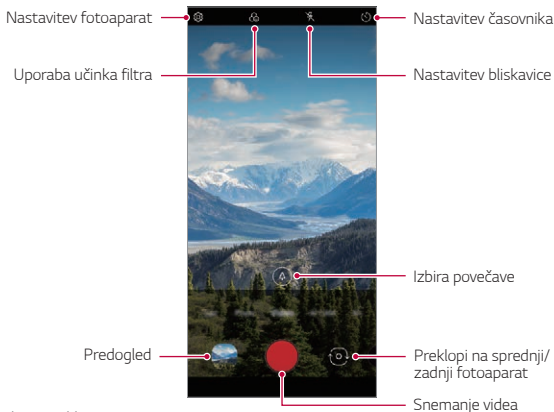 Nastavitev fotoaparat
Nastavitev časovnika
Uporaba učinka filtra
Nastavitev bliskavice
Izbira povečave
Predogled
Preklopi na sprednji/
zadnji fotoaparat
Snemanje videa